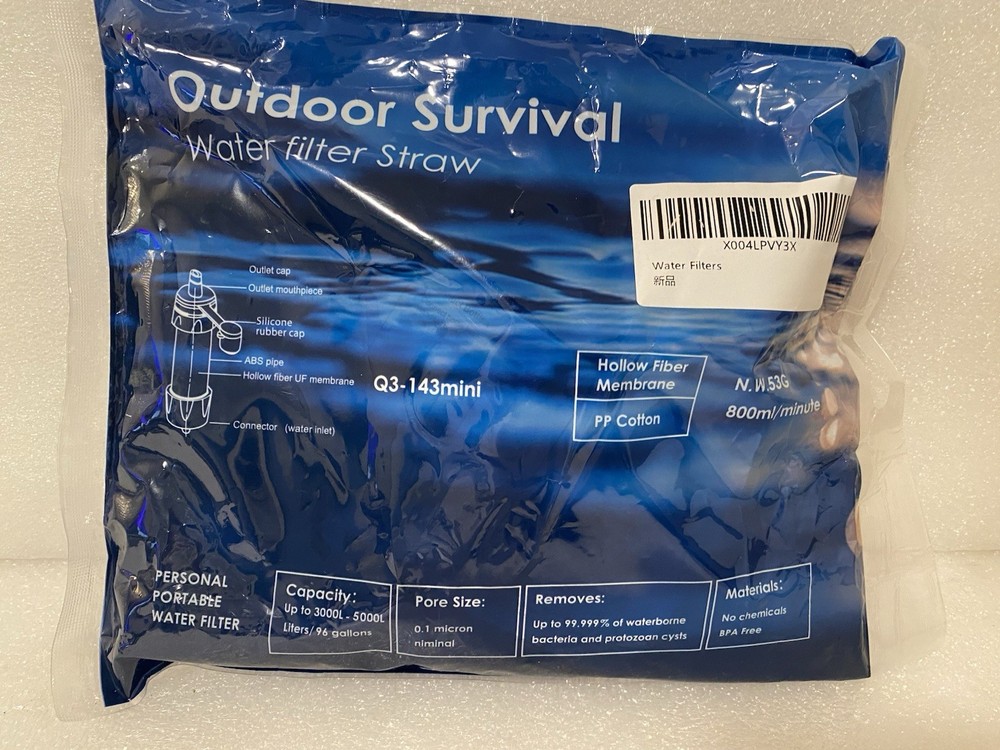 Outdoor Survival
Water filter Straw
X004LPVY3X
Water Filters
新品
Outlet cap
Outlet mouthpiece
Silicone
rubber cap
ABS pipe
Hollow fiber UF membrane
Connector (water inlet)
Q3-143mini
Hollow Fiber
Membrane
PP Cotton
N.W.53G
800ml/minute
PERSONAL
PORTABLE
WATER FILTER
Capacity:
Up to 3000L - 5000L
Liters/ 96 gallons
Pore Size:
0.1 micron
niminal
Removes:
Up to 99.999% of waterborne
bacteria and protozoan cysts
Materials:
No chemicals
BPA Free